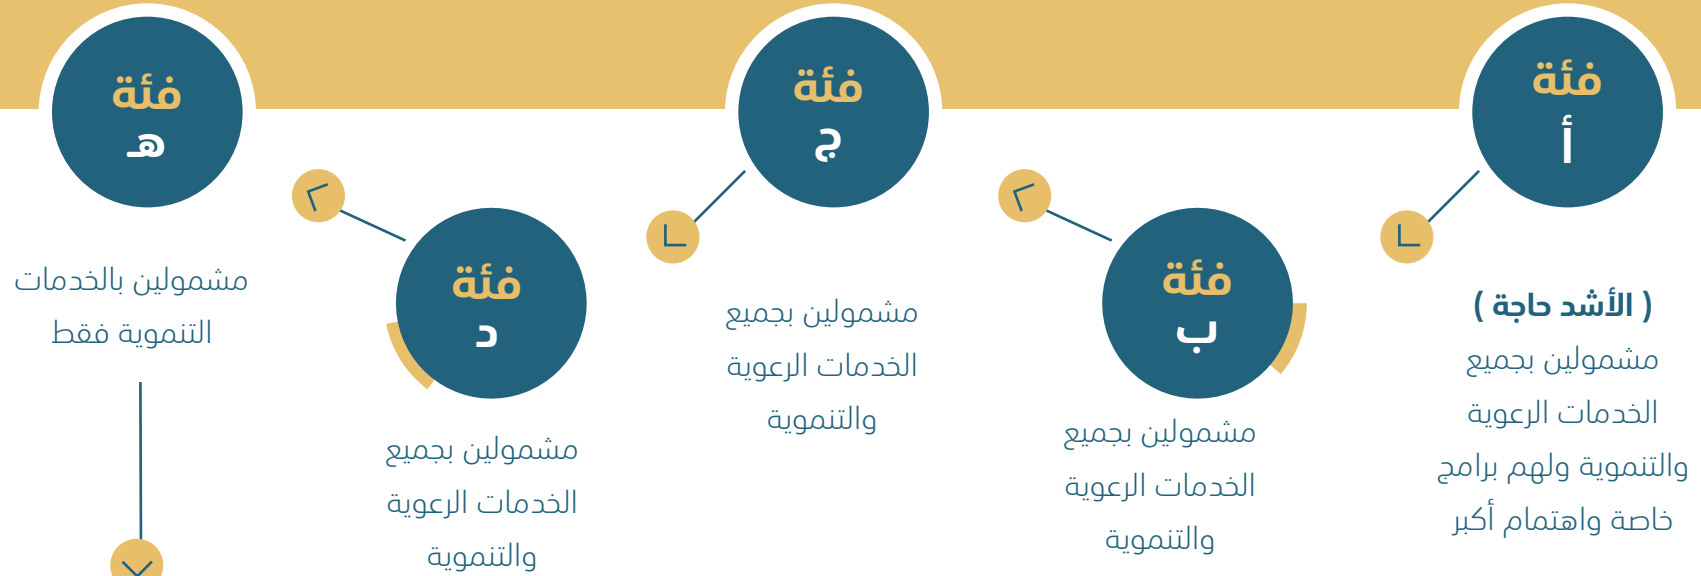 فئة
أ
( الأشد حاجة )
مشمولين بجميع
الخدمات الرعوية
والتنموية ولهم برامج
خاصة واهتمام أكبر
فئة
ب
مشمولين بجميع
الخدمات الرعوية
والتنموية
فئة
ج
مشمولين بجميع
الخدمات الرعوية
والتنموية
فئة
د
مشمولين بجميع
الخدمات الرعوية
والتنموية
فئة
هـ
مشمولين بالخدمات
التنموية فقط